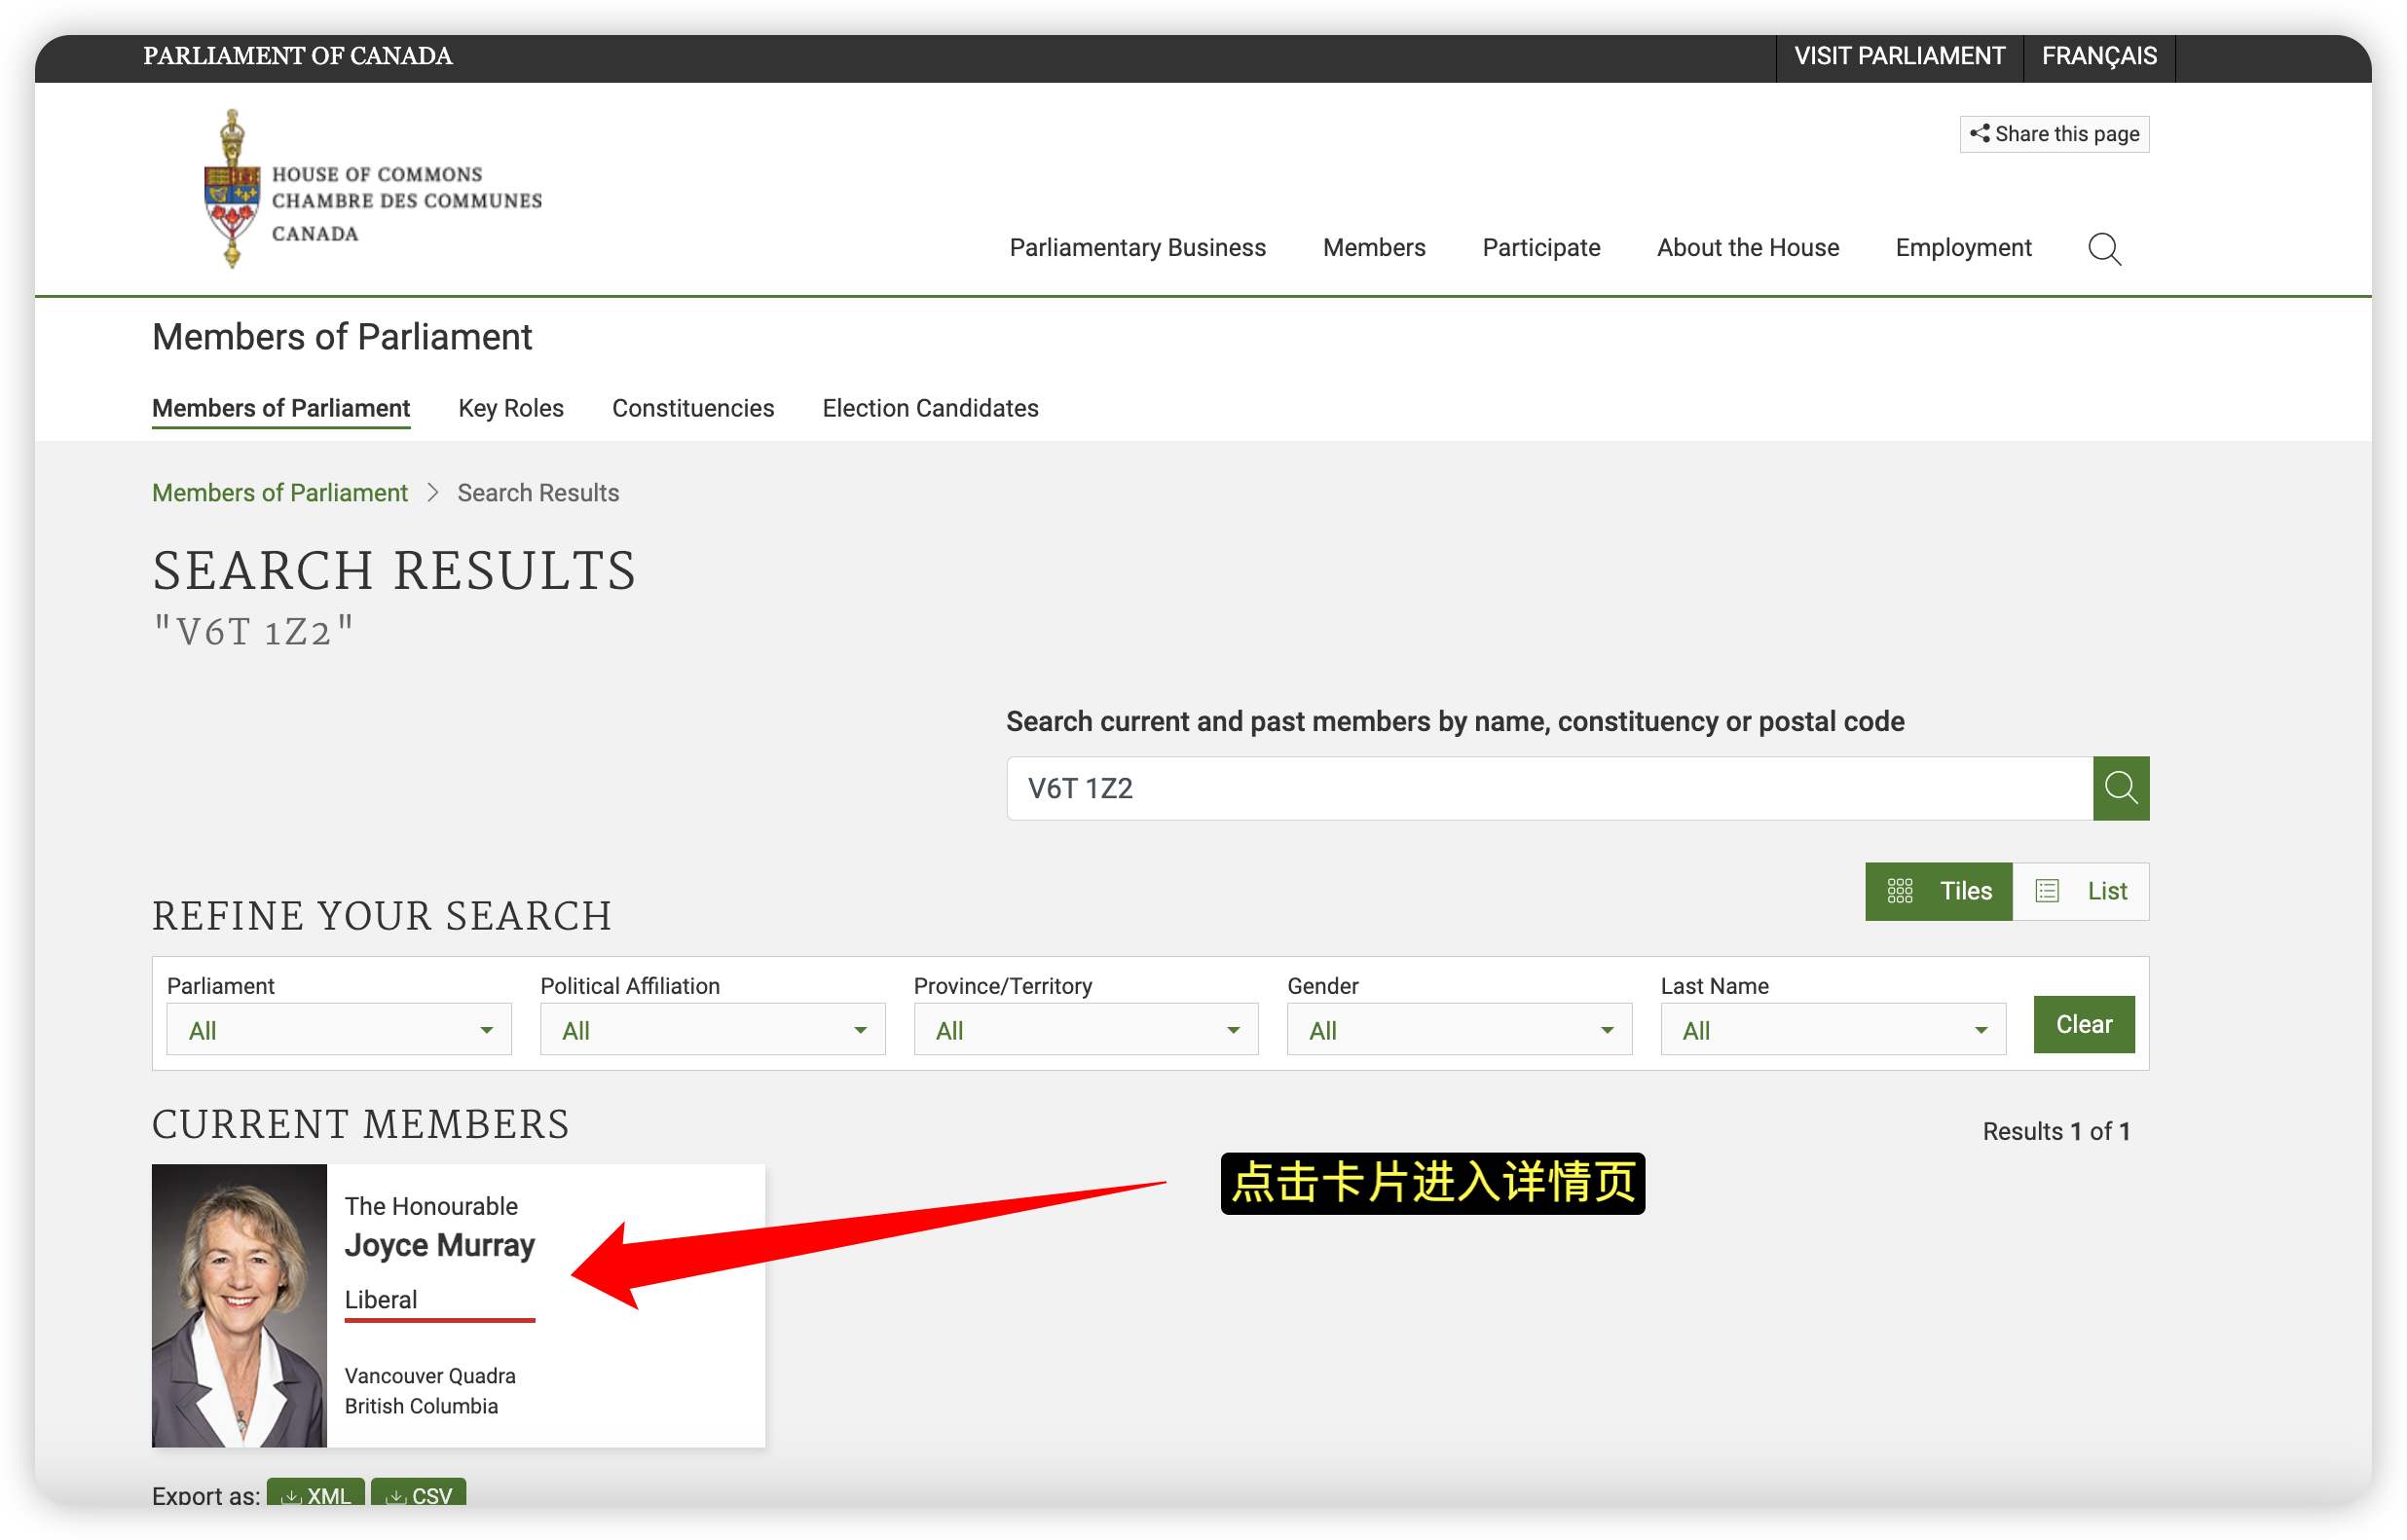 PARLIAMENT OF CANADA
VISIT PARLIAMENT
FRANÇAIS
Share this page
HOUSE OF COMMONS
CHAMBRE DES COMMUNES
CANADA
Parliamentary Business
Members
Participate
About the House
Employment
Members of Parliament
Members of Parliament
Key Roles
Constituencies
Election Candidates
Members of Parliament
Search Results
SEARCH RESULTS
"V6T 1Z2"
Search current and past members by name, constituency or postal code
V6T 1Z2
Tiles
List
REFINE YOUR SEARCH
Parliament
Political Affiliation
Province/Territory
Gender
Last Name
All
All
All
All
All
Clear
CURRENT MEMBERS
Results 1 of 1
点击卡片进入详情页
The Honourable
Joyce Murray
Liberal
Vancouver Quadra
British Columbia
Export as:
XML
CSV